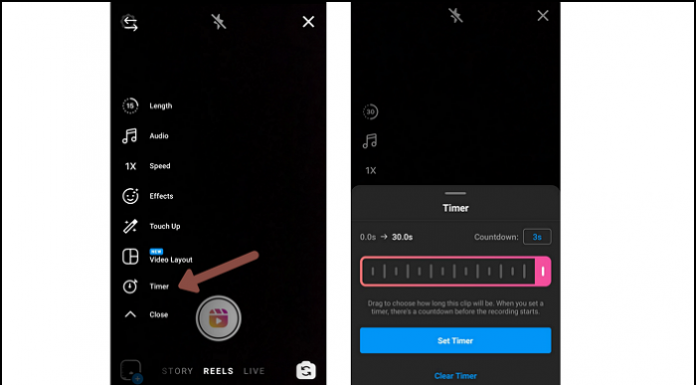 15 Length
Audio
1X Speed
Effects
Touch Up
NEW
Video Layout
Timer
Close
STORY REELS LIVE
30
1X
Timer
0.0s → 30.0s Countdown: 3s
Drag to choose how long this clip will be. When you set a
timer, there's a countdown before the recording starts.
Set Timer
Clear Timer